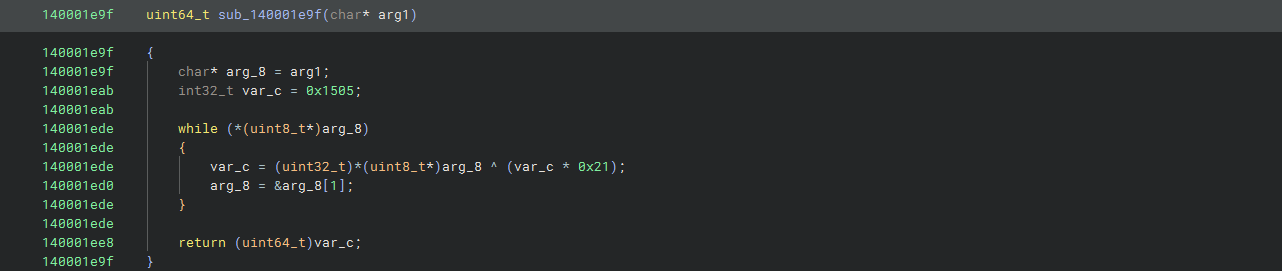 140001e9f uint64_t sub_140001e9f(char* arg1)
140001e9f {
140001e9f char* arg_8 = arg1;
140001eab int32_t var_c = 0x1505;
140001eab
140001ede while (*(uint8_t*)arg_8)
140001ede {
140001ede var_c = (uint32_t)*(uint8_t*)arg_8 ^ (var_c * 0x21);
140001ed0 arg_8 = &arg_8[1];
140001ede }
140001ede
140001ee8 return (uint64_t)var_c;
140001e9f }